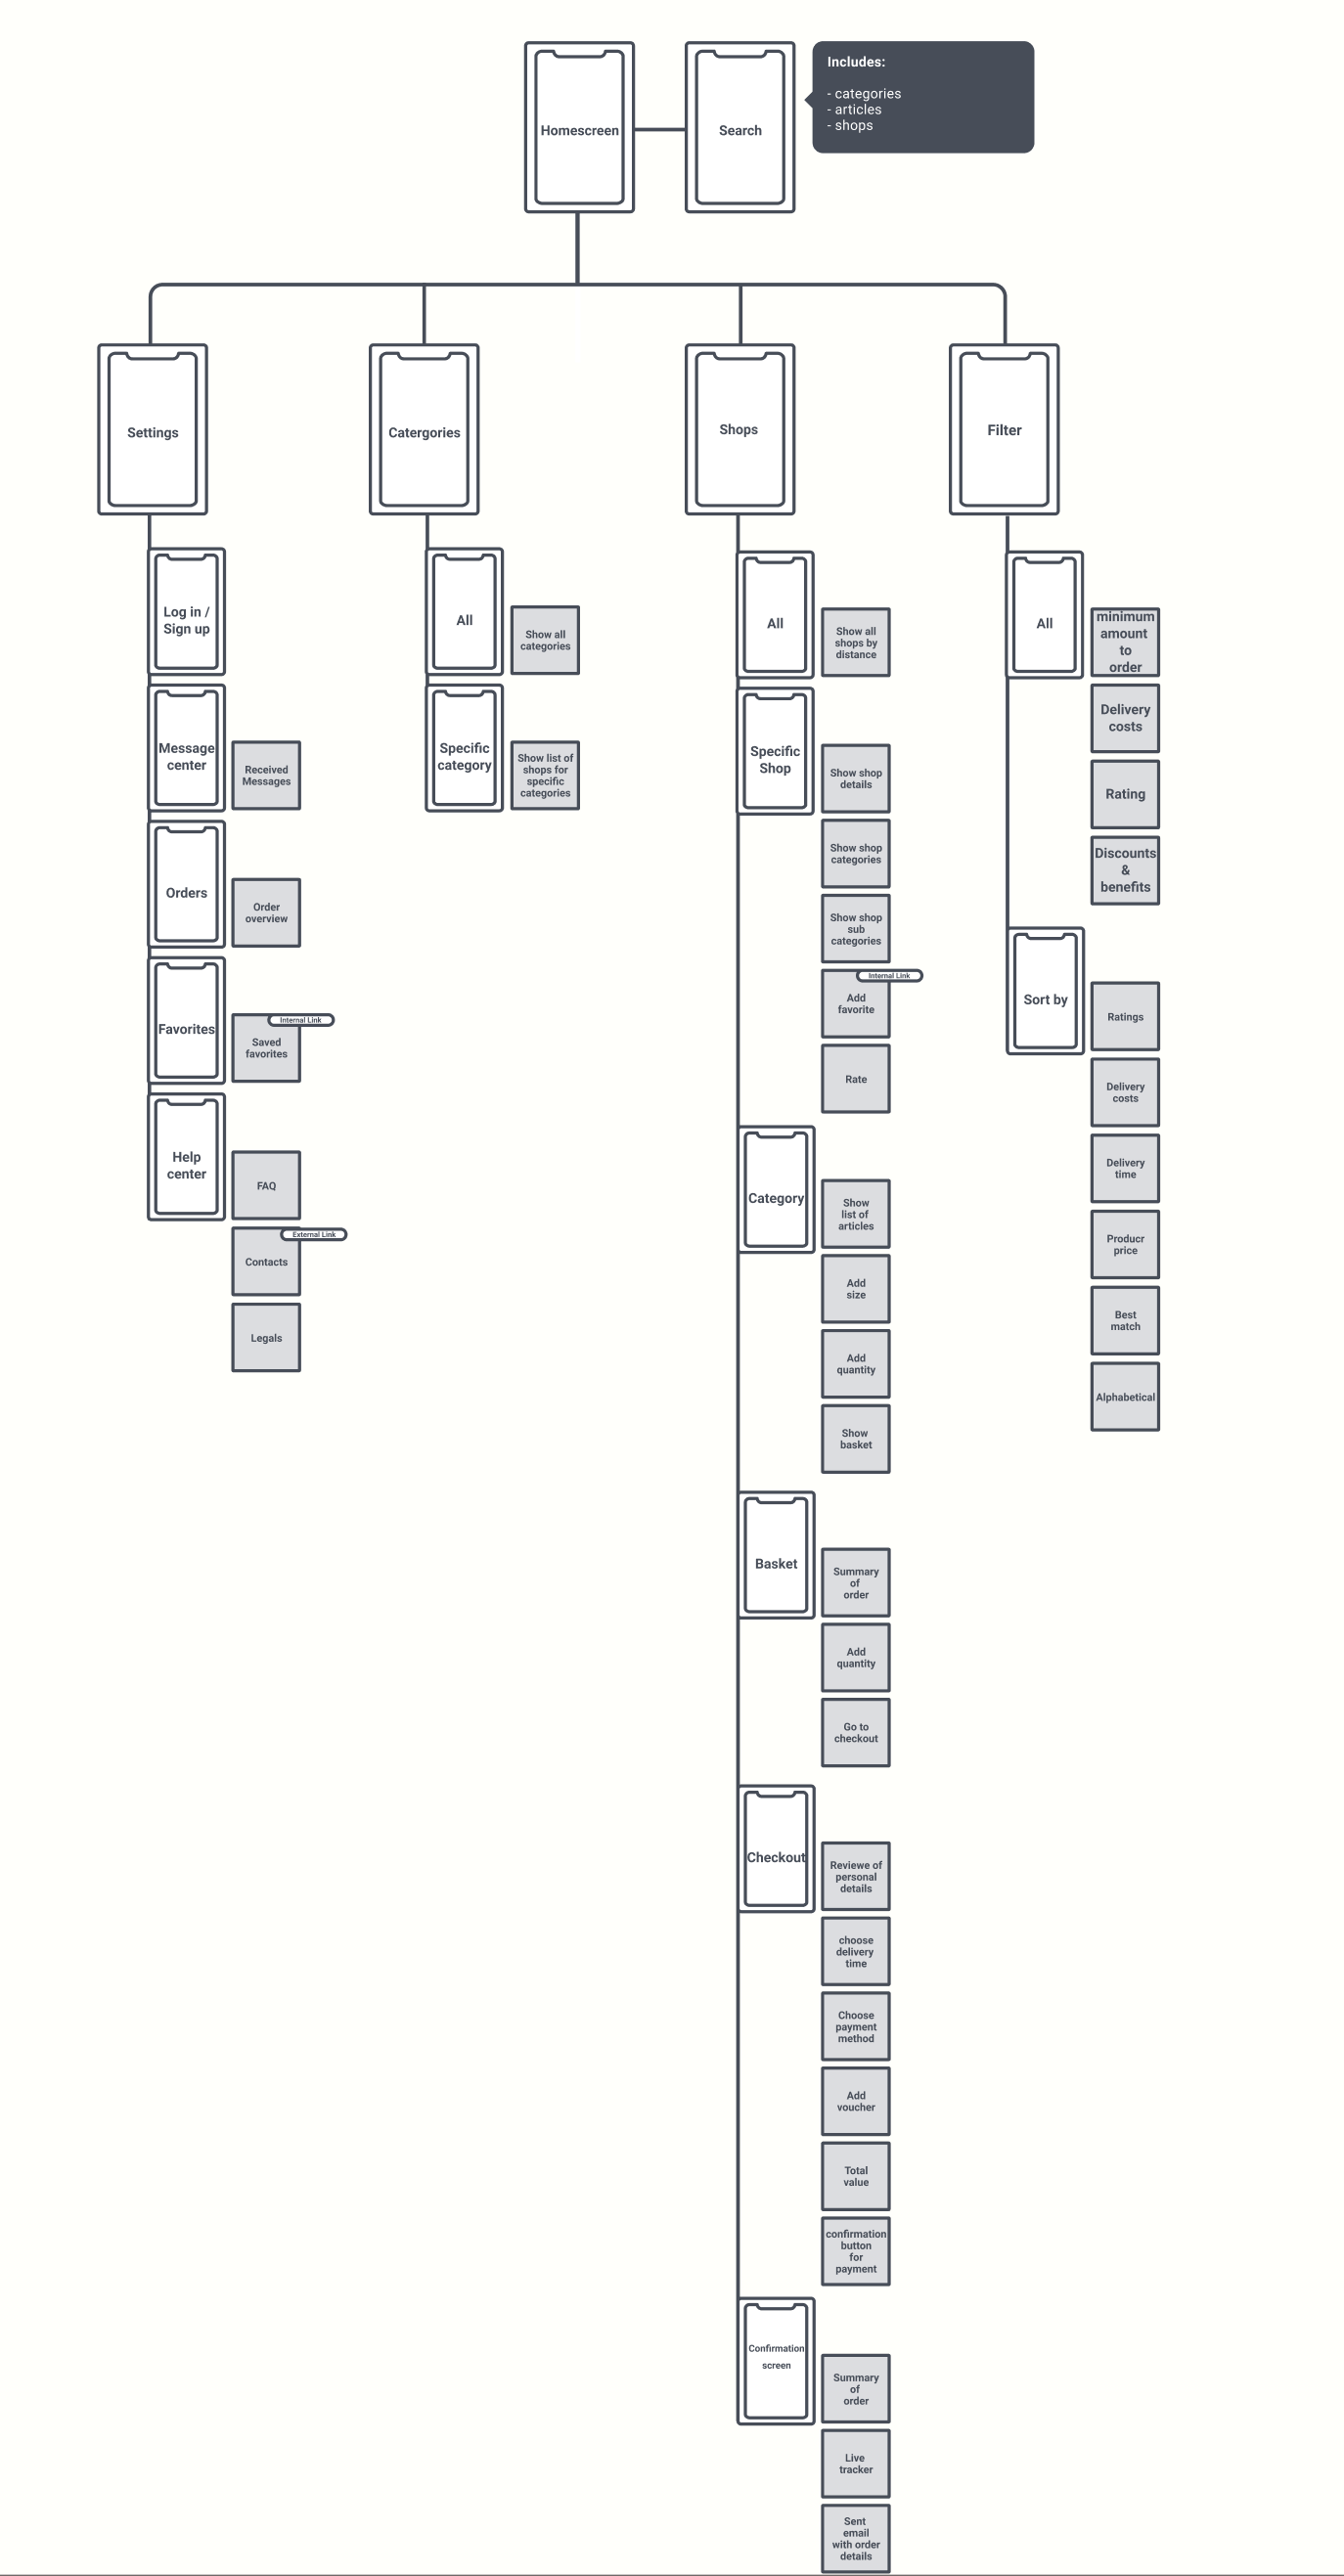 Homescreen
Search
Includes:
- categories
- articles
- shops
Settings
Log in /
Sign up
Message
center
Received
Messages
Orders
Order
overview
Favorites
Internal Link
Saved
favorites
Help
center
FAQ
External Link
Contacts
Legals
Catergories
All
Show all
categories
Specific
category
Show list of
shops for
specific
categories
Shops
All
Show all
shops by
distance
Specific
Shop
Show shop
details
Show shop
categories
Show shop
sub
categories
Internal Link
Add
favorite
Rate
Category
Show
list of
articles
Add
size
Add
quantity
Show
basket
Basket
Summary
of
order
Add
quantity
Go to
checkout
Checkout
Reviewe of
personal
details
choose
delivery
time
Choose
payment
method
Add
voucher
Total
value
confirmation
button
for
payment
Confirmation
screen
Summary
of
order
Live
tracker
Sent
email
with order
details
Filter
All
minimum
amount
to
order
Delivery
costs
Rating
Discounts
&
benefits
Sort by
Ratings
Delivery
costs
Delivery
time
Producr
price
Best
match
Alphabetical